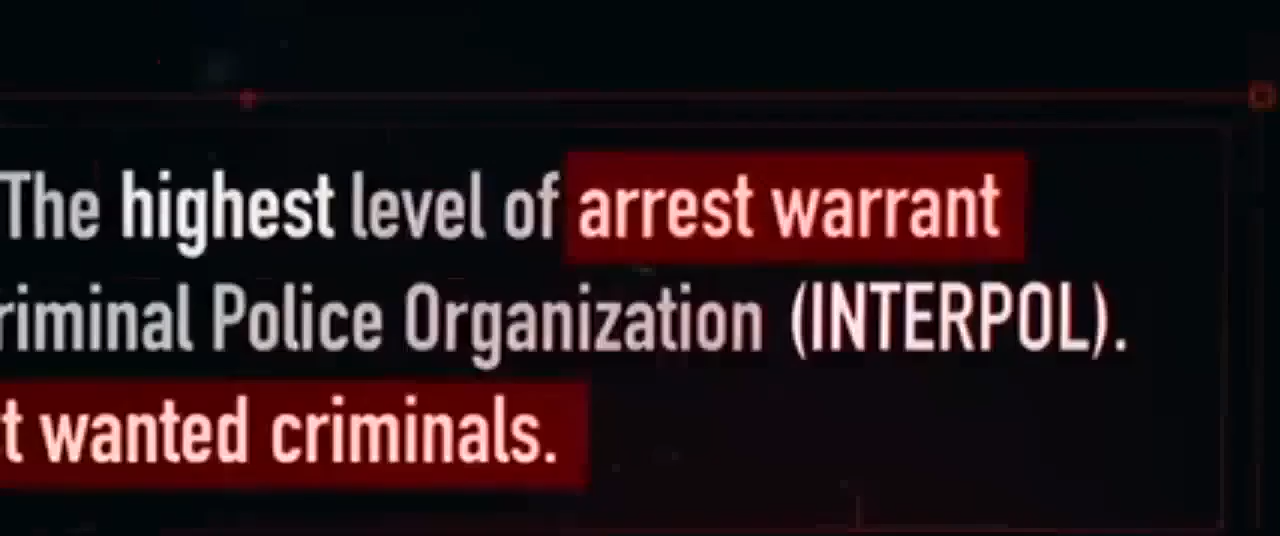 The highest level of arrest warrant
riminal Police Organization (INTERPOL).
t wanted criminals.